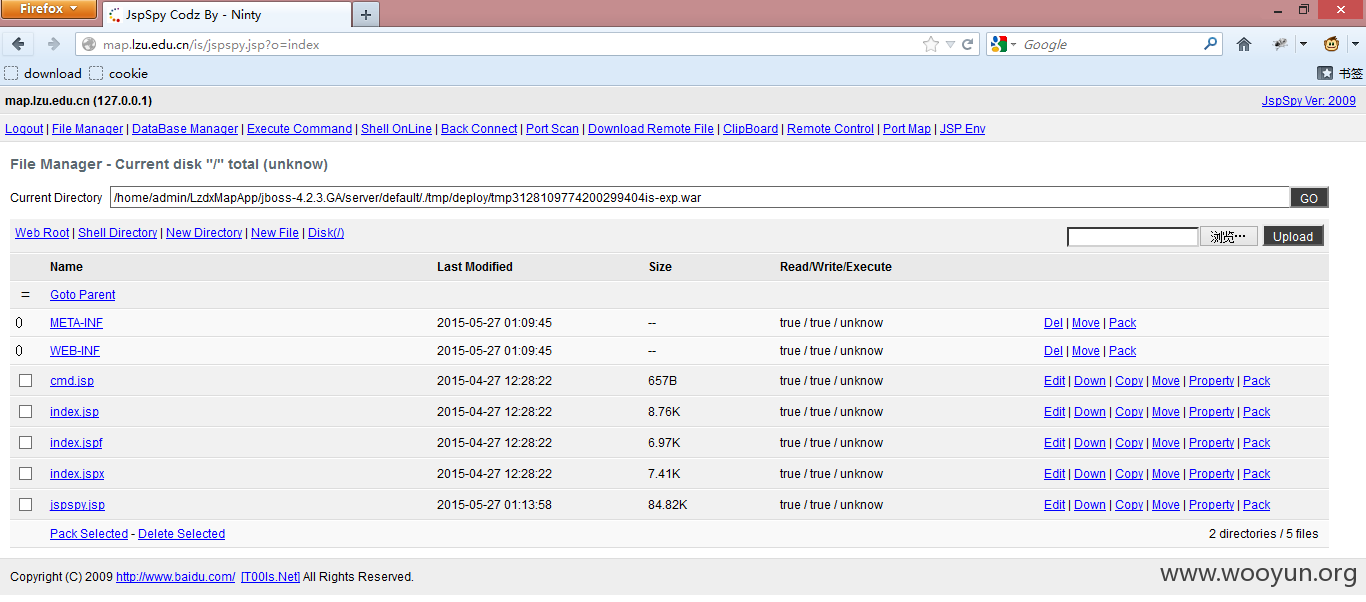 Firefox
JspSpy Codz By - Ninty
map.lzu.edu.cn/is/jspspy.jsp?o=index
Google
download cookie 书签
map.lzu.edu.cn (127.0.0.1) JspSpy Ver: 2009
Logout | File Manager | DataBase Manager | Execute Command | Shell OnLine | Back Connect | Port Scan | Download Remote File | ClipBoard | Remote Control | Port Map | JSP Env
File Manager - Current disk "/" total (unknow)
Current Directory /home/admin/LzdxMapApp/jboss-4.2.3.GA/server/default/./tmp/deploy/tmp3128109774200299404is-exp.war GO
Web Root | Shell Directory | New Directory | New File | Disk(/) 浏览… Upload
Name Last Modified Size Read/Write/Execute
= Goto Parent
0 META-INF 2015-05-27 01:09:45 -- true / true / unknow Del | Move | Pack
0 WEB-INF 2015-05-27 01:09:45 -- true / true / unknow Del | Move | Pack
cmd.jsp 2015-04-27 12:28:22 657B true / true / unknow Edit | Down | Copy | Move | Property | Pack
index.jsp 2015-04-27 12:28:22 8.76K true / true / unknow Edit | Down | Copy | Move | Property | Pack
index.jspf 2015-04-27 12:28:22 6.97K true / true / unknow Edit | Down | Copy | Move | Property | Pack
index.jspx 2015-04-27 12:28:22 7.41K true / true / unknow Edit | Down | Copy | Move | Property | Pack
jspspy.jsp 2015-05-27 01:13:58 84.82K true / true / unknow Edit | Down | Copy | Move | Property | Pack
Pack Selected - Delete Selected 2 directories / 5 files
Copyright (C) 2009 http://www.baidu.com/ [T00ls.Net] All Rights Reserved.
www.wooyun.org